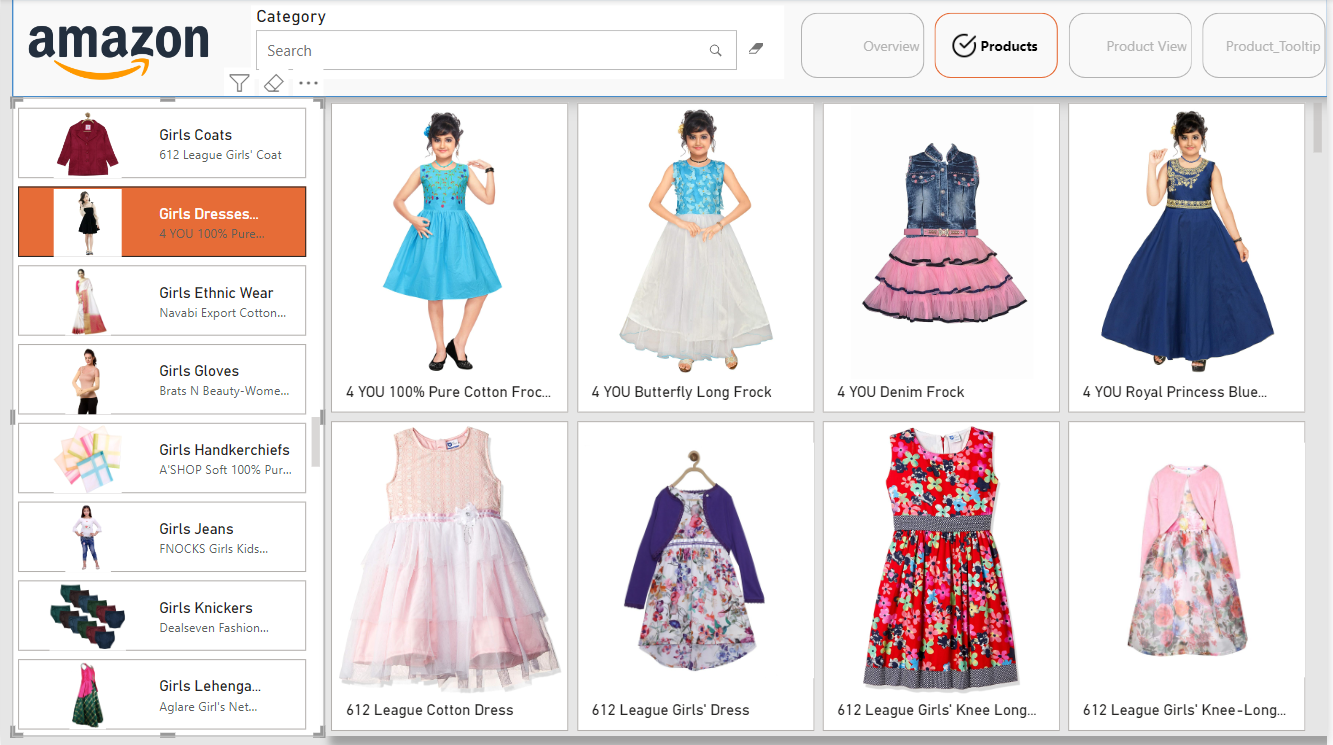 amazon
Category
Search
Overview
Products
Product View
Product_Tooltip
Girls Coats
612 League Girls' Coat
Girls Dresses...
4 YOU 100% Pure...
Girls Ethnic Wear
Navabi Export Cotton...
Girls Gloves
Brats N Beauty-Wome...
Girls Handkerchiefs
A'SHOP Soft 100% Pur...
Girls Jeans
FNOCKS Girls Kids...
Girls Knickers
Dealseven Fashion...
Girls Lehenga...
Aglare Girl's Net...
4 YOU 100% Pure Cotton Froc...
4 YOU Butterfly Long Frock
4 YOU Denim Frock
4 YOU Royal Princess Blue...
612 League Cotton Dress
612 League Girls' Dress
612 League Girls' Knee Long...
612 League Girls' Knee-Long...